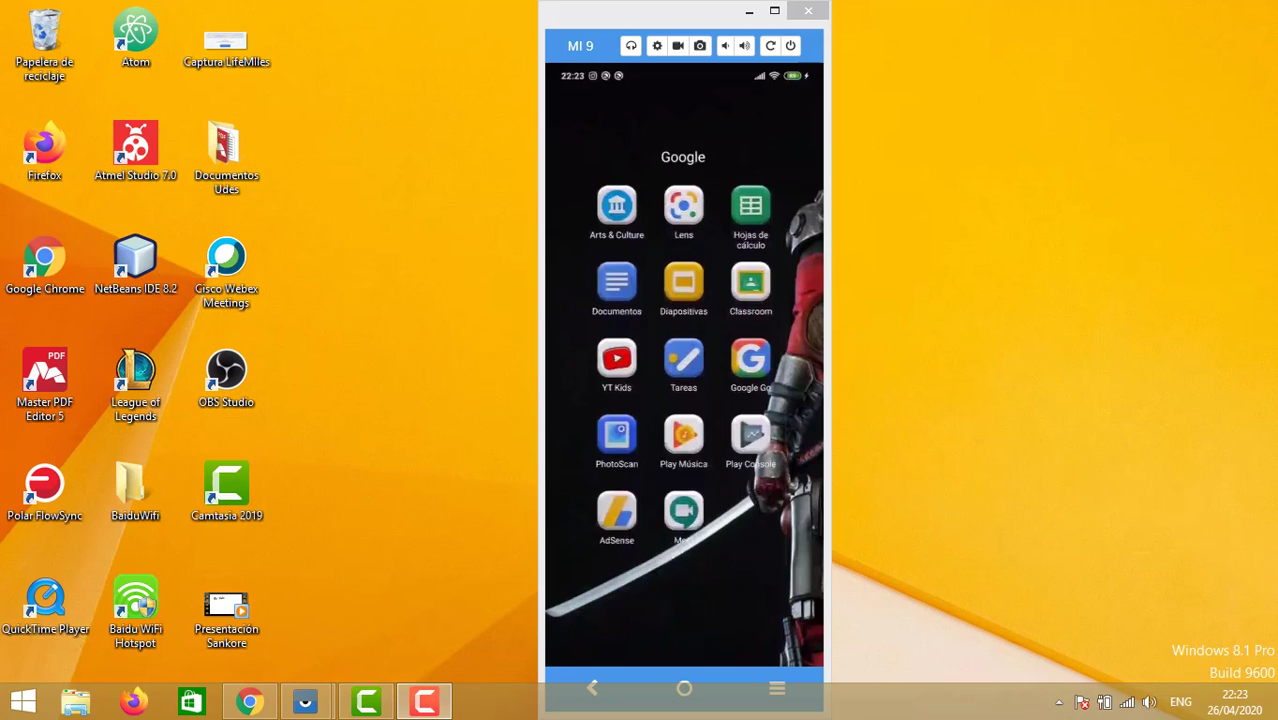 Papelera de
reciclaje
Atom
Captura LifeMIles
Firefox
Atmel Studio 7.0
Documentos
Udes
Google Chrome
NetBeans IDE 8.2
Cisco Webex
Meetings
PDF
Master PDF
Editor 5
League of
Legends
OBS Studio
Polar FlowSync
BaiduWifi
Camtasia 2019
QuickTime Player
Baidu WiFi
Hotspot
Presentación
Sankore
MI 9
22:23
Google
Arts & Culture
Lens
Hojas de
cálculo
Documentos
Diapositivas
Classroom
YT Kids
Tareas
Google Go
PhotoScan
Play Música
Play Console
AdSense
Meet
Windows 8.1 Pro
Build 9600
ENG
22:23
26/04/2020